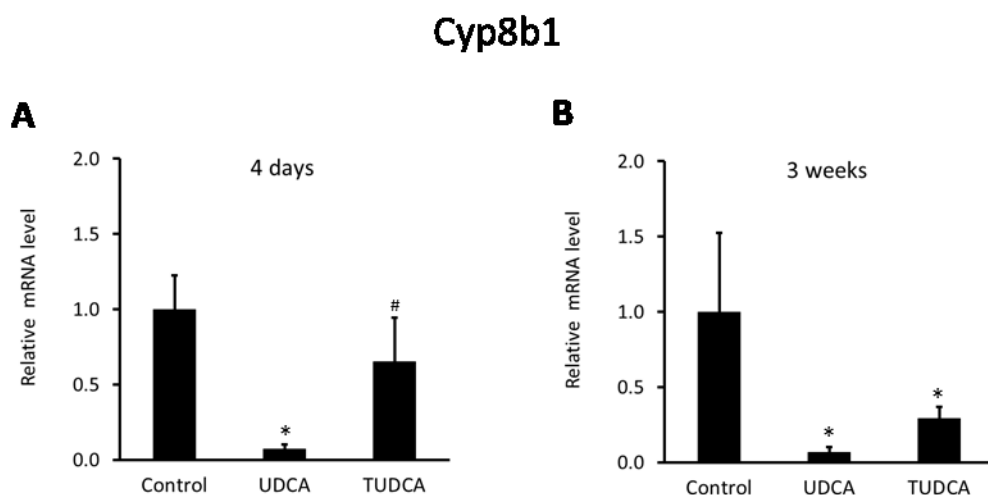 Cyp8b1
A
4 days
Relative mRNA level
2.0
1.5
1.0
0.5
0.0
#
*
Control UDCA TUDCA
B
3 weeks
Relative mRNA level
2.0
1.5
1.0
0.5
0.0
*
*
Control UDCA TUDCA